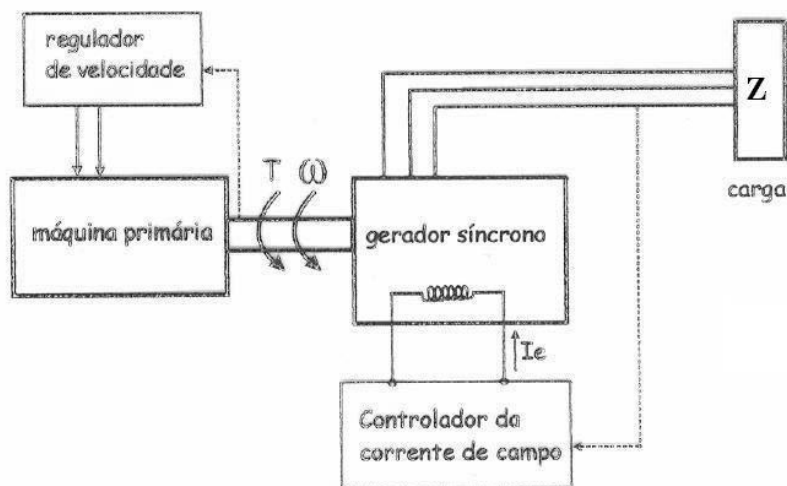 regulador
de velocidade
Z
T ω
carga
máquina primária
gerador síncrono
Ie
Controlador da
corrente de campo